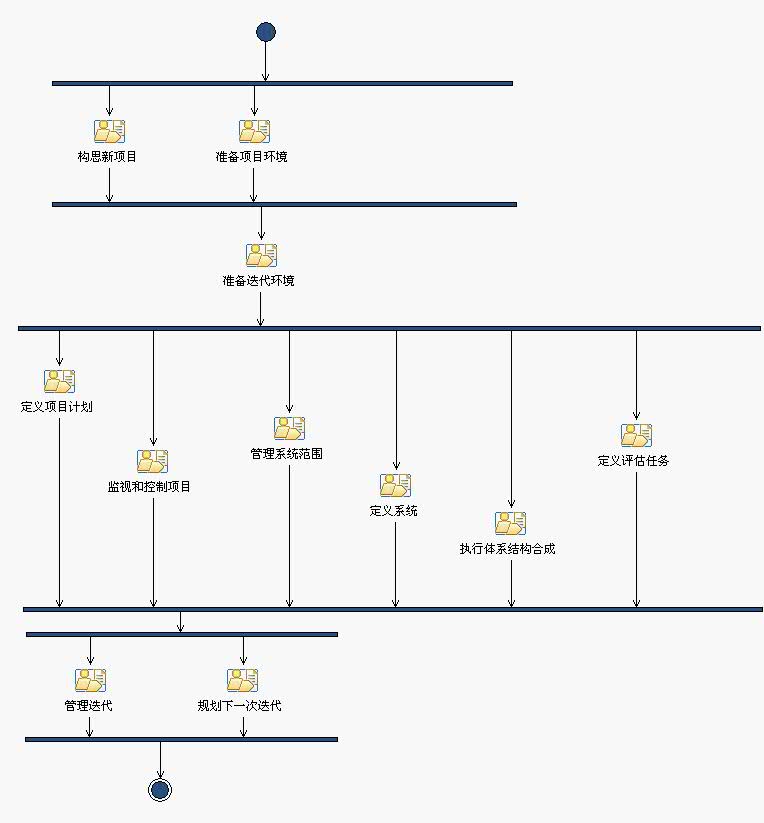 构思新项目
准备项目环境
准备迭代环境
定义项目计划
监视和控制项目
管理系统范围
定义系统
执行体系结构合成
定义评估任务
管理迭代
规划下一次迭代